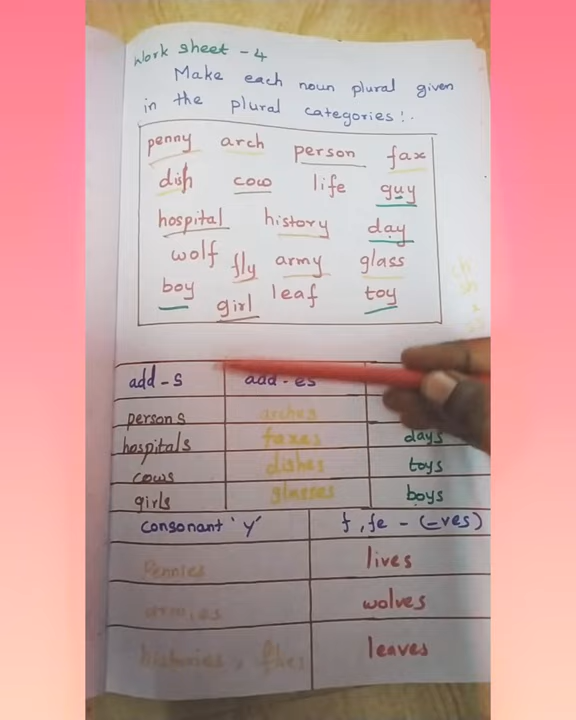 Work sheet - 4
Make each noun plural given
in the plural categories!.
penny arch person fax
dish cow life guy
hospital history day
wolf fly army glass
boy girl leaf toy
add-s add-es
persons arches
hospitals faxes days
cows dishes toys
girls glasses boys
consonant 'y' f, fe - (-ves)
Pennies lives
armies wolves
histories, flies leaves